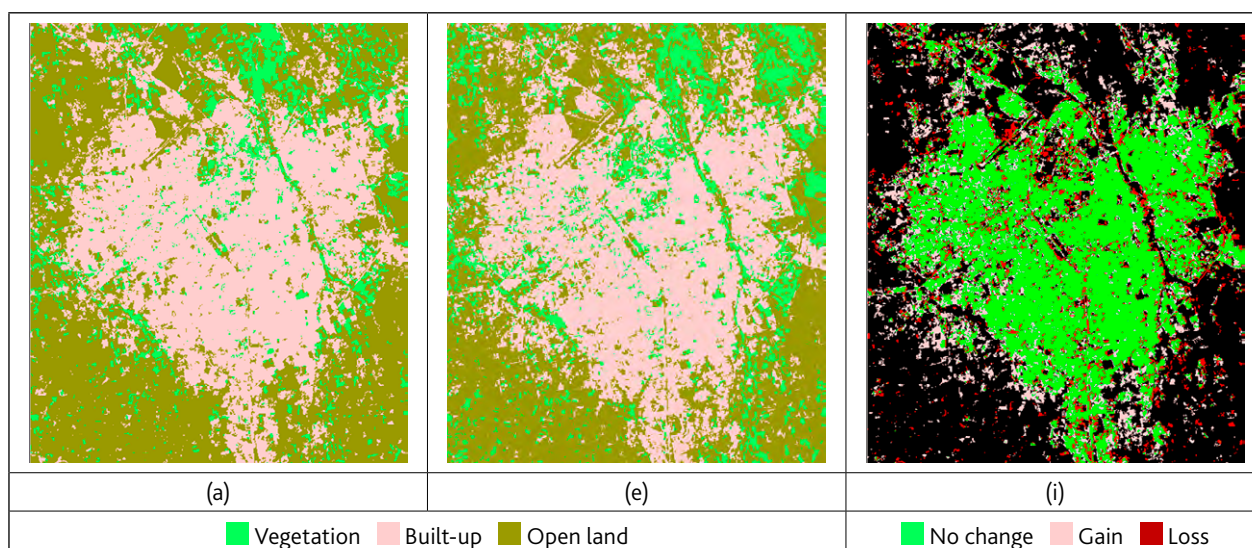 (a)
(e)
(i)
Vegetation Built-up Open land
No change Gain Loss